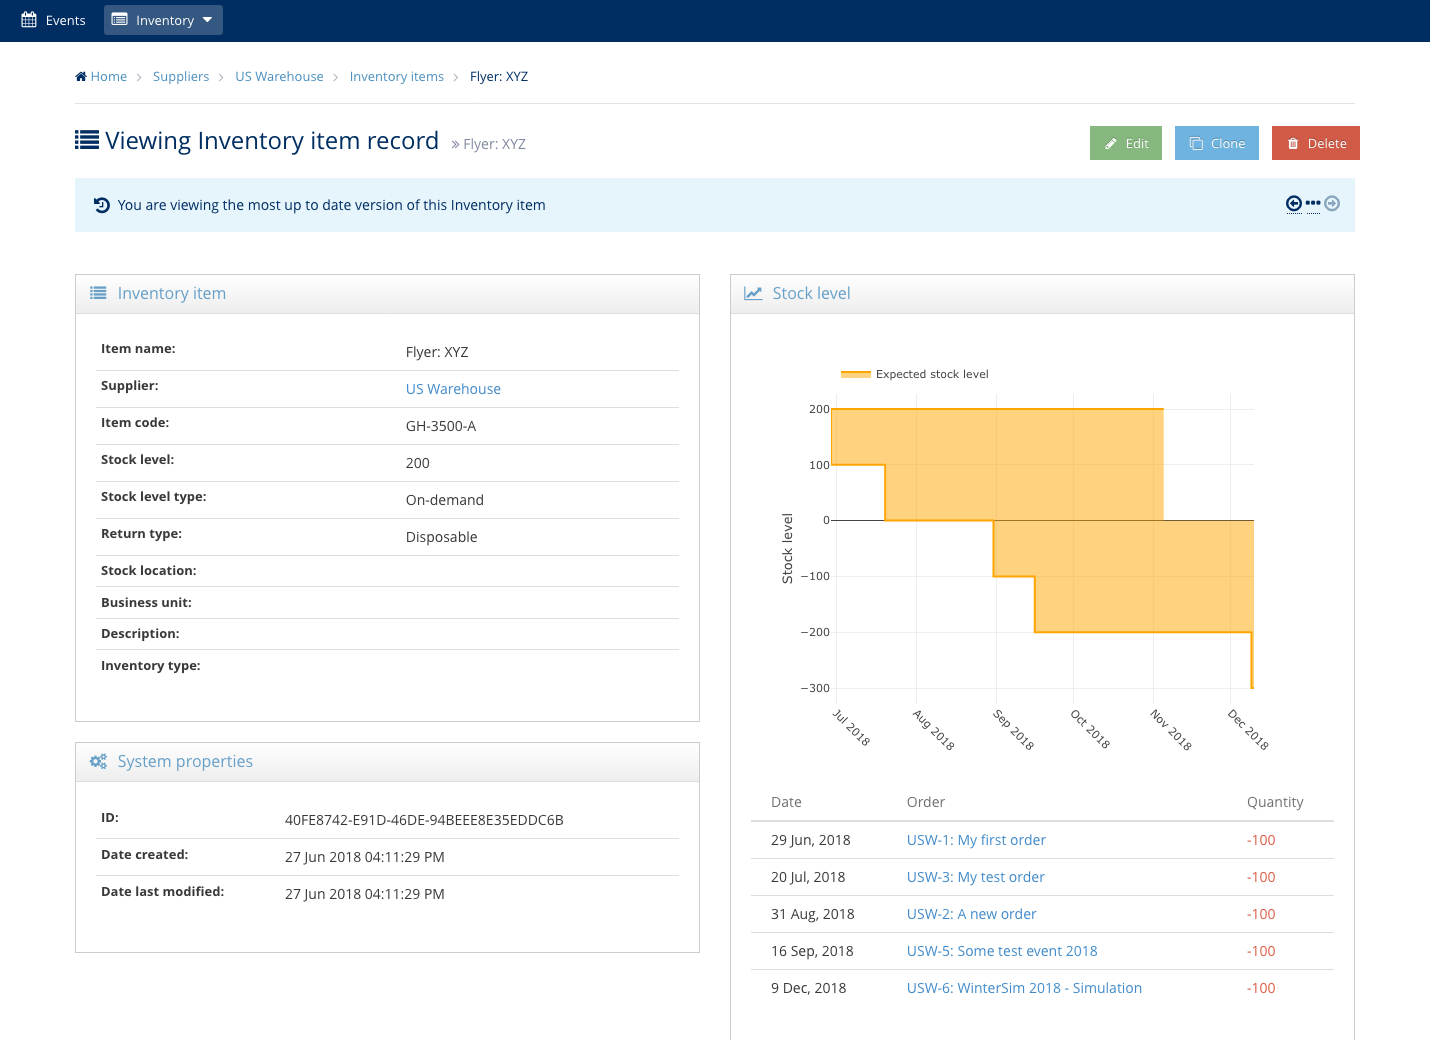 Events Inventory
Home Suppliers US Warehouse Inventory items Flyer: XYZ
Viewing Inventory item record » Flyer: XYZ
Edit Clone Delete
You are viewing the most up to date version of this Inventory item
Inventory item
Item name: Flyer: XYZ
Supplier: US Warehouse
Item code: GH-3500-A
Stock level: 200
Stock level type: On-demand
Return type: Disposable
Stock location:
Business unit:
Description:
Inventory type:
System properties
ID: 40FE8742-E91D-46DE-94BEEE8E35EDDC6B
Date created: 27 Jun 2018 04:11:29 PM
Date last modified: 27 Jun 2018 04:11:29 PM
Stock level
Expected stock level
200
100
0
−100
−200
−300
Stock level
Jul 2018 Aug 2018 Sep 2018 Oct 2018 Nov 2018 Dec 2018
Date Order Quantity
29 Jun, 2018 USW-1: My first order -100
20 Jul, 2018 USW-3: My test order -100
31 Aug, 2018 USW-2: A new order -100
16 Sep, 2018 USW-5: Some test event 2018 -100
9 Dec, 2018 USW-6: WinterSim 2018 - Simulation -100